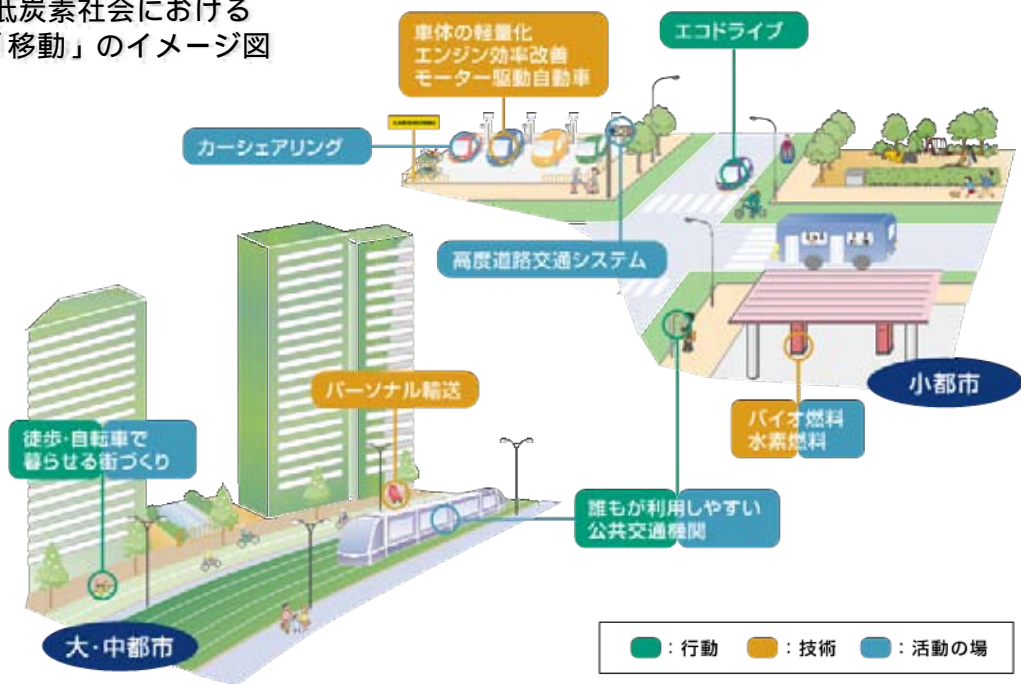 低炭素社会における
「移動」のイメージ図
車体の軽量化
エンジン効率改善
モーター駆動自動車
エコドライブ
カーシェアリング
高度道路交通システム
小都市
パーソナル輸送
バイオ燃料
水素燃料
徒歩・自転車で
暮らせる街づくり
誰もが利用しやすい
公共交通機関
大・中都市
：行動 ：技術 ：活動の場